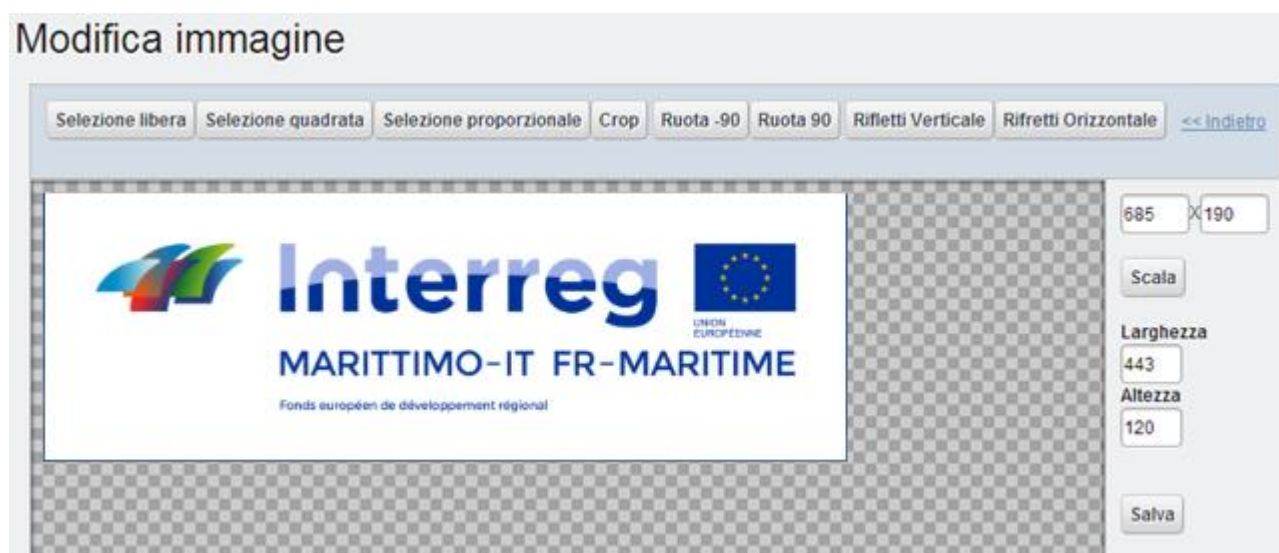 Modifica immagine
Selezione libera Selezione quadrata Selezione proporzionale Crop Ruota -90 Ruota 90 Rifletti Verticale Rifretti Orizzontale << Indietro
685 X 190
Interreg
UNION
EUROPÉENNE
Scala
MARITTIMO-IT FR-MARITIME
Fonds européen de développement régional
Larghezza
443
Altezza
120
Salva